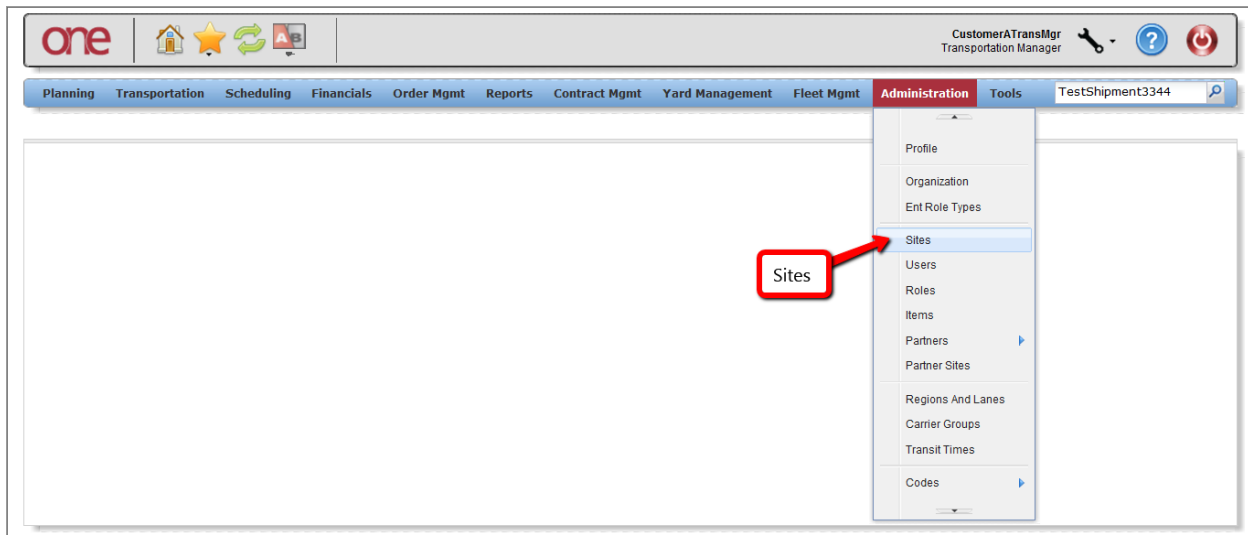 one
A B
CustomerATransMgr
Transportation Manager
?
Planning Transportation Scheduling Financials Order Mgmt Reports Contract Mgmt Yard Management Fleet Mgmt Administration Tools TestShipment3344
Profile
Organization
Ent Role Types
Sites
Sites
Users
Roles
Items
Partners
Partner Sites
Regions And Lanes
Carrier Groups
Transit Times
Codes